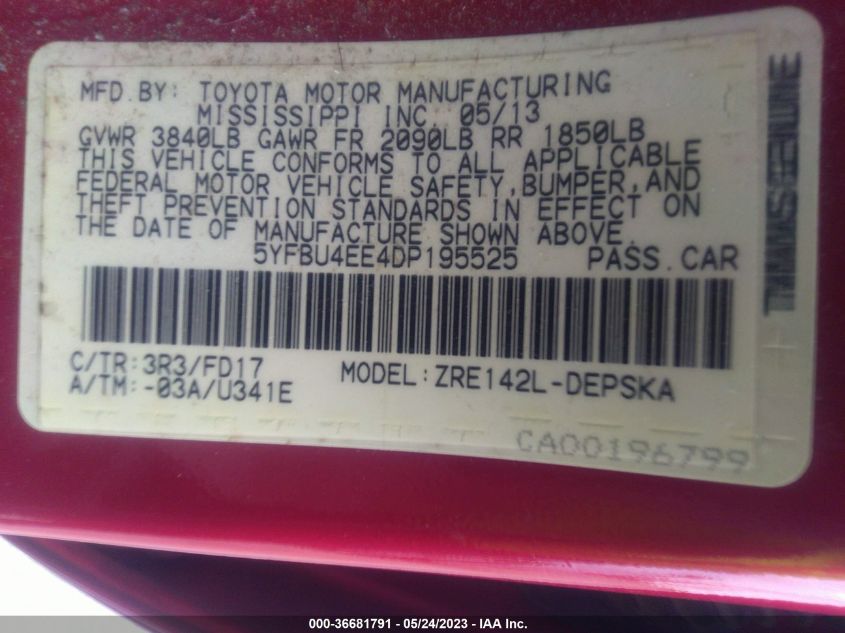 MFD.BY: TOYOTA MOTOR MANUFACTURING
MISSISSIPPI INC. 05/13
GVWR 3840LB GAWR FR 2090LB RR 1850LB
THIS VEHICLE CONFORMS TO ALL APPLICABLE
FEDERAL MOTOR VEHICLE SAFETY,BUMPER,AND
THEFT PREVENTION STANDARDS IN EFFECT ON
THE DATE OF MANUFACTURE SHOWN ABOVE.
5YFBU4EE4DP195525 PASS.CAR
C/TR:3R3/FD17
A/TM:-03A/U341E
MODEL:ZRE142L-DEPSKA
CA00196799
000-36681791 - 05/24/2023 - IAA Inc.